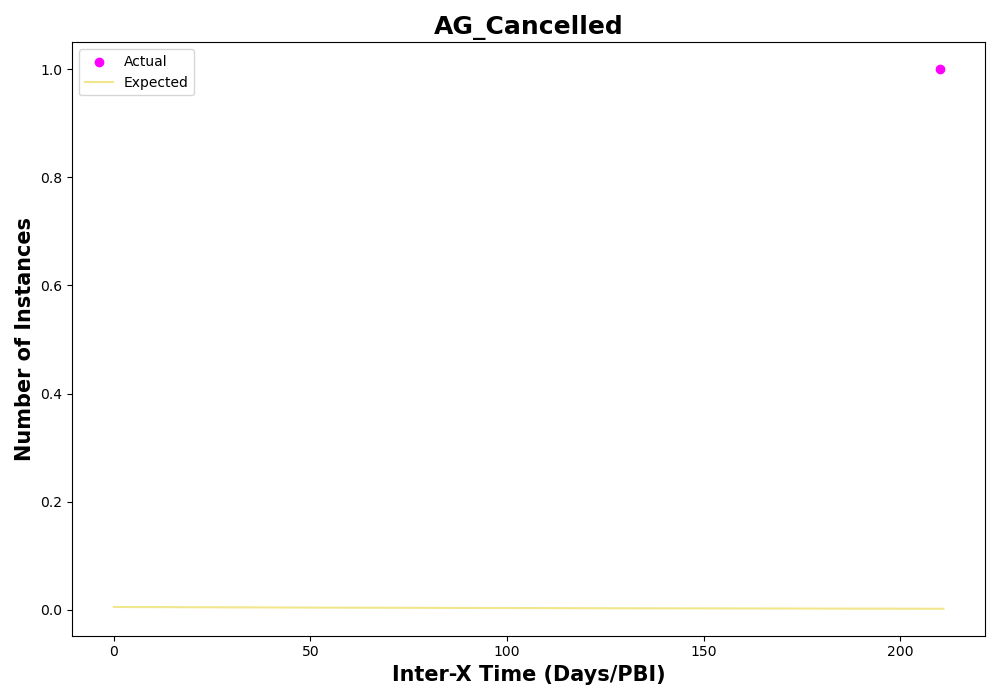 AG_Cancelled
Actual
Expected
Number of Instances
1.0
0.8
0.6
0.4
0.2
0.0
0
50
100
150
200
Inter-X Time (Days/PBI)